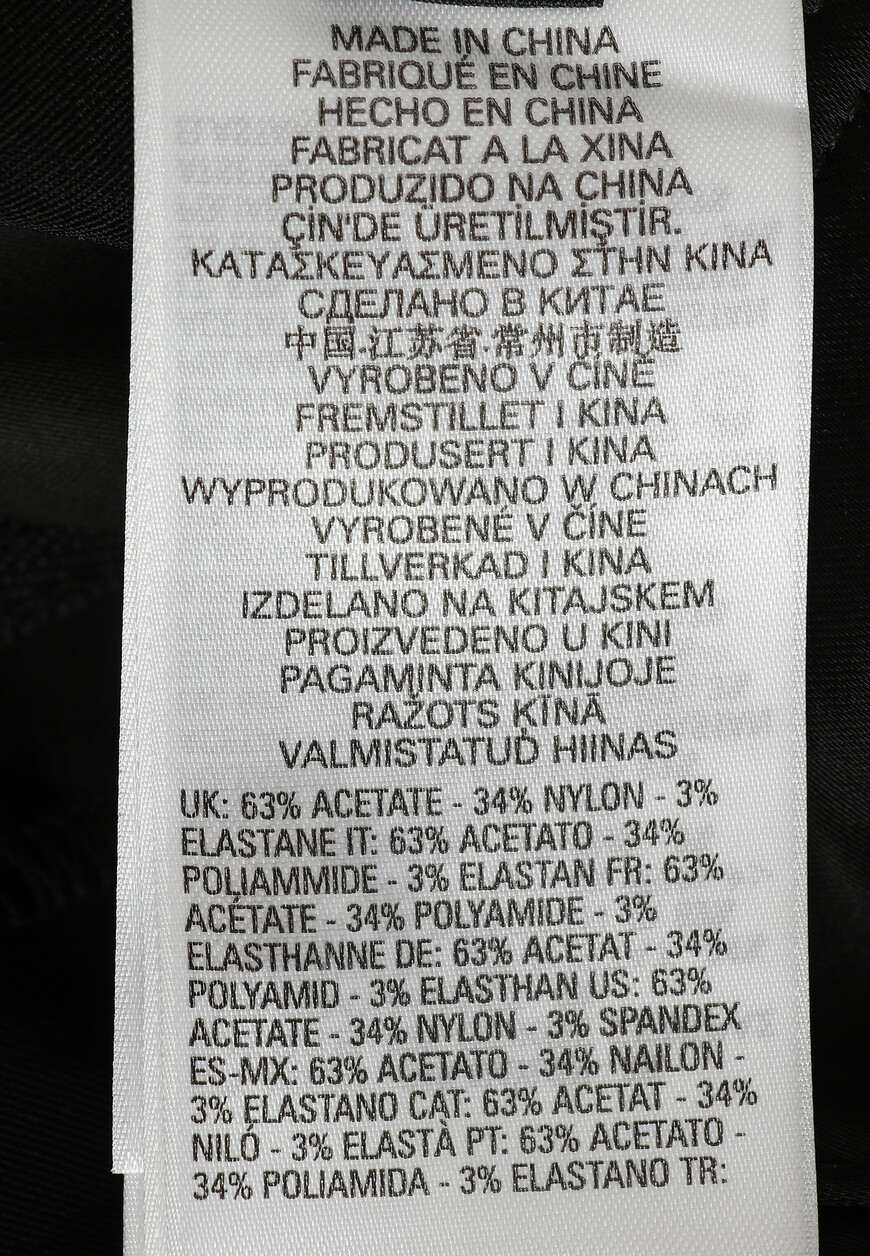 MADE IN CHINA
FABRIQUÉ EN CHINE
HECHO EN CHINA
FABRICAT A LA XINA
PRODUZIDO NA CHINA
ÇİN'DE ÜRETİLMİŞTİR.
ΚΑΤΑΣΚΕΥΑΣΜΕΝΟ ΣΤΗΝ ΚΙΝΑ
СДЕЛАНО В КИТАЕ
中国.江苏省.常州市制造
VYROBENO V ČÍNĚ
FREMSTILLET I KINA
PRODUSERT I KINA
WYPRODUKOWANO W CHINACH
VYROBENÉ V ČÍNE
TILLVERKAD I KINA
IZDELANO NA KITAJSKEM
PROIZVEDENO U KINI
PAGAMINTA KINIJOJE
RAŽOTS ĶĪNĀ
VALMISTATUD HIINAS
UK: 63% ACETATE - 34% NYLON - 3%
ELASTANE IT: 63% ACETATO - 34%
POLIAMMIDE - 3% ELASTAN FR: 63%
ACÉTATE - 34% POLYAMIDE - 3%
ELASTHANNE DE: 63% ACETAT - 34%
POLYAMID - 3% ELASTHAN US: 63%
ACETATE - 34% NYLON - 3% SPANDEX
ES-MX: 63% ACETATO - 34% NAILON -
3% ELASTANO CAT: 63% ACETAT - 34%
NILÓ - 3% ELASTÀ PT: 63% ACETATO -
34% POLIAMIDA - 3% ELASTANO TR: